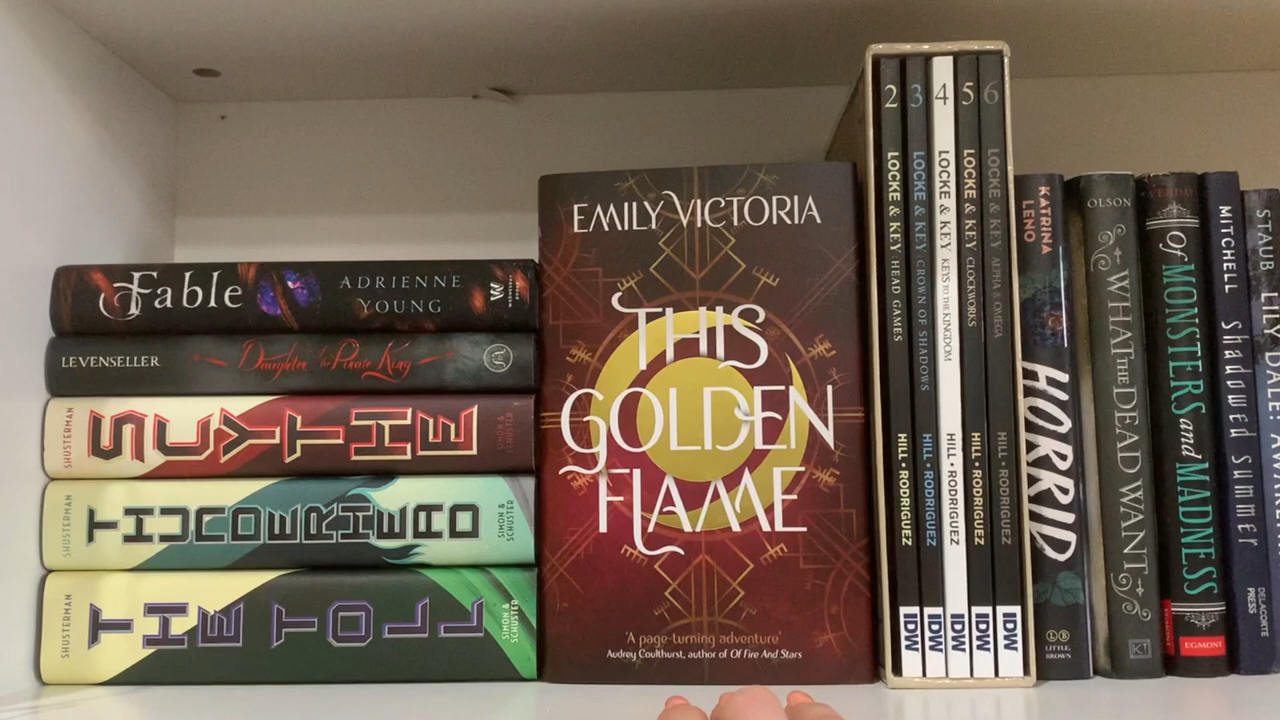 Fable
ADRIENNE
YOUNG
W
LEVENSELLER
Daughter of the Pirate King
SHUSTERMAN
SCYTHE
SIMON &
SCHUSTER
SHUSTERMAN
THUNDERHEAD
SIMON &
SCHUSTER
SHUSTERMAN
THE TOLL
SIMON &
SCHUSTER
EMILY VICTORIA
THIS
GOLDEN
FLAME
'A page-turning adventure'
Audrey Coulthurst, author of Of Fire And Stars
2 LOCKE & KEY HEAD GAMES HILL • RODRIGUEZ IDW
3 LOCKE & KEY CROWN OF SHADOWS HILL • RODRIGUEZ IDW
4 LOCKE & KEY KEYS TO THE KINGDOM HILL • RODRIGUEZ IDW
5 LOCKE & KEY CLOCKWORKS HILL • RODRIGUEZ IDW
6 LOCKE & KEY ALPHA & OMEGA HILL • RODRIGUEZ IDW
KATRINA
LENO
HORRID
LB
LITTLE,
BROWN
OLSON
WHAT THE DEAD WANT
KT
VERDAY
Of MONSTERS and MADNESS
EGMONT
MITCHELL
Shadowed Summer
DELACORTE
PRESS
STAUB
LILY DALE: AWAKE